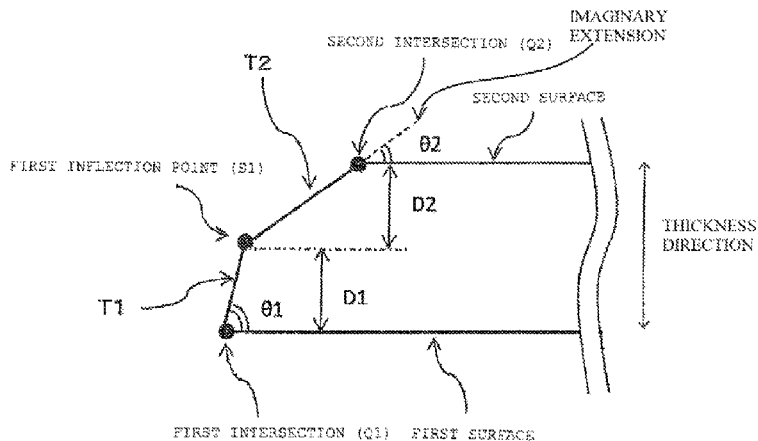 IMAGINARY
EXTENSION
SECOND INTERSECTION (Q2)
T2
SECOND SURFACE
θ2
FIRST INFLECTION POINT (S1)
D2
THICKNESS
DIRECTION
T1
θ1
D1
FIRST INTERSECTION (Q1)
FIRST SURFACE